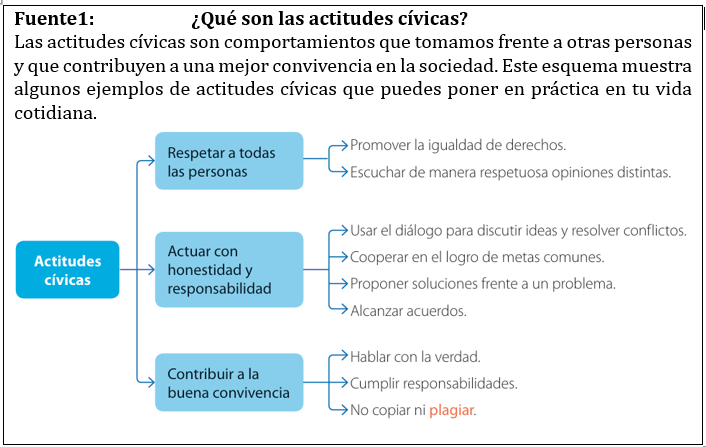 Fuente1: ¿Qué son las actitudes cívicas?
Las actitudes cívicas son comportamientos que tomamos frente a otras personas
y que contribuyen a una mejor convivencia en la sociedad. Este esquema muestra
algunos ejemplos de actitudes cívicas que puedes poner en práctica en tu vida
cotidiana.
Actitudes
cívicas
Respetar a todas
las personas
Promover la igualdad de derechos.
Escuchar de manera respetuosa opiniones distintas.
Actuar con
honestidad y
responsabilidad
Usar el diálogo para discutir ideas y resolver conflictos.
Cooperar en el logro de metas comunes.
Proponer soluciones frente a un problema.
Alcanzar acuerdos.
Contribuir a la
buena convivencia
Hablar con la verdad.
Cumplir responsabilidades.
No copiar ni plagiar.